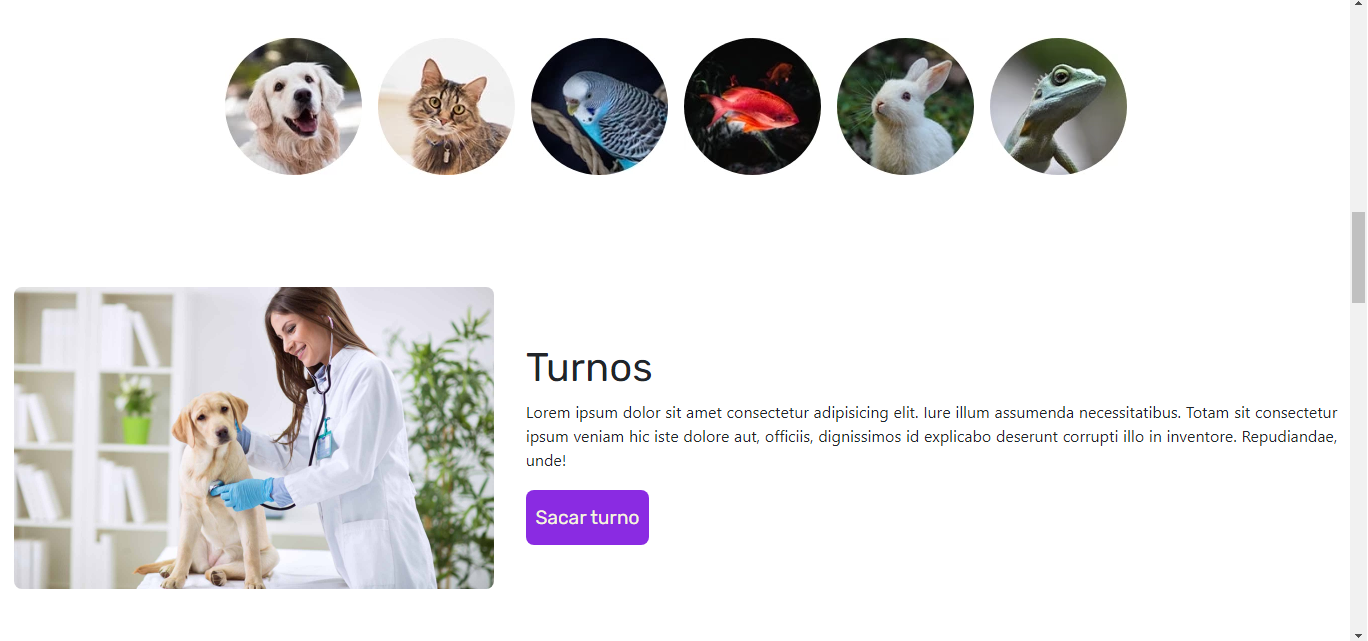 Turnos
Lorem ipsum dolor sit amet consectetur adipisicing elit. Iure illum assumenda necessitatibus. Totam sit consectetur
ipsum veniam hic iste dolore aut, officiis, dignissimos id explicabo deserunt corrupti illo in inventore. Repudiandae,
unde!
Sacar turno